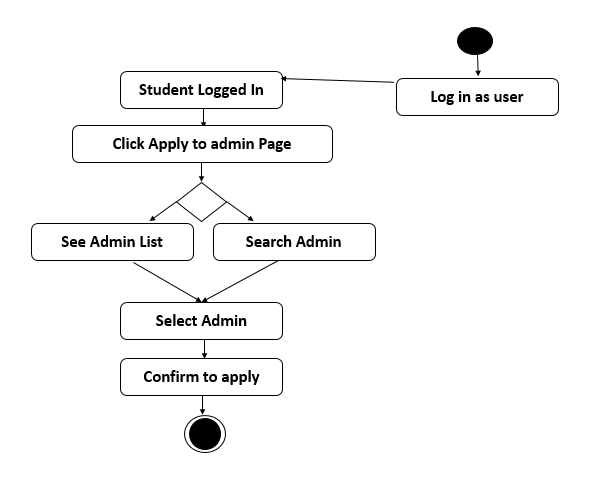 Log in as user
Student Logged In
Click Apply to admin Page
See Admin List
Search Admin
Select Admin
Confirm to apply